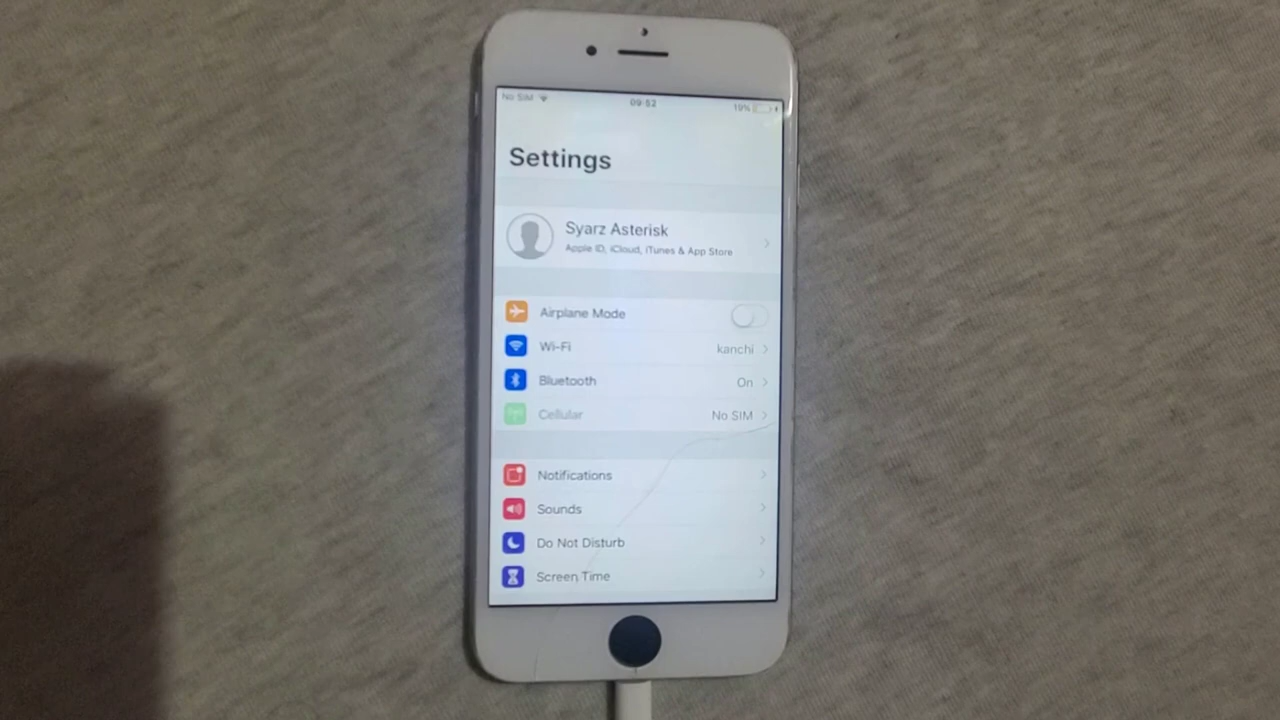 No SIM 09:52 19%
Settings
Syarz Asterisk
Apple ID, iCloud, iTunes & App Store
Airplane Mode
Wi-Fi kanchi
Bluetooth On
Cellular No SIM
Notifications
Sounds
Do Not Disturb
Screen Time